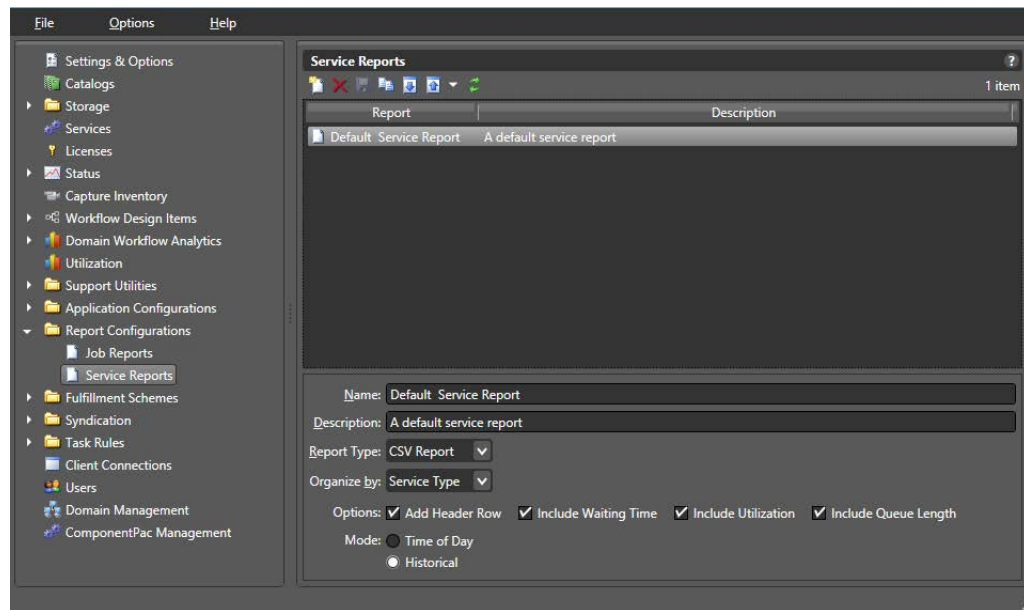 File Options Help
Settings & Options
Catalogs
Storage
Services
Licenses
Status
Capture Inventory
Workflow Design Items
Domain Workflow Analytics
Utilization
Support Utilities
Application Configurations
Report Configurations
Job Reports
Service Reports
Fulfillment Schemes
Syndication
Task Rules
Client Connections
Users
Domain Management
ComponentPac Management
Service Reports ?
1 item
Report Description
Default Service Report A default service report
Name: Default Service Report
Description: A default service report
Report Type: CSV Report
Organize by: Service Type
Options: Add Header Row Include Waiting Time Include Utilization Include Queue Length
Mode: Time of Day
Historical